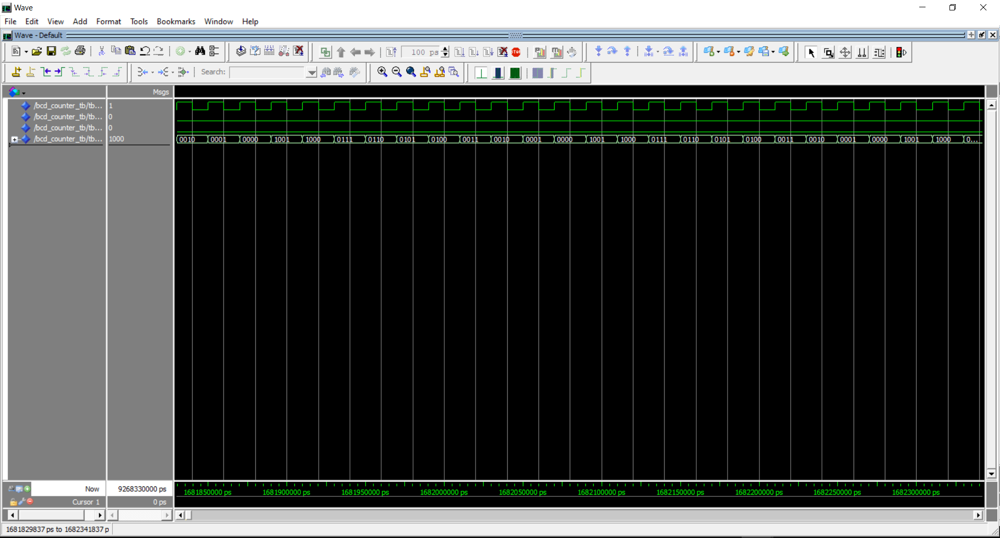 Wave
File Edit View Add Format Tools Bookmarks Window Help
Wave - Default
100 ps
STOP
Search:
Msgs
/bcd_counter_tb/tb... 1
/bcd_counter_tb/tb... 0
/bcd_counter_tb/tb... 0
/bcd_counter_tb/tb... 1000
0010 0001 0000 1001 1000 0111 0110 0101 0100 0011 0010 0001 0000 1001 1000 0111 0110 0101 0100 0011 0010 0001 0000 1001 1000 0...
Now 9268330000 ps
1681850000 ps 1681900000 ps 1681950000 ps 1682000000 ps 1682050000 ps 1682100000 ps 1682150000 ps 1682200000 ps 1682250000 ps 1682300000 ps
Cursor 1 0 ps
1681829837 ps to 1682341837 p